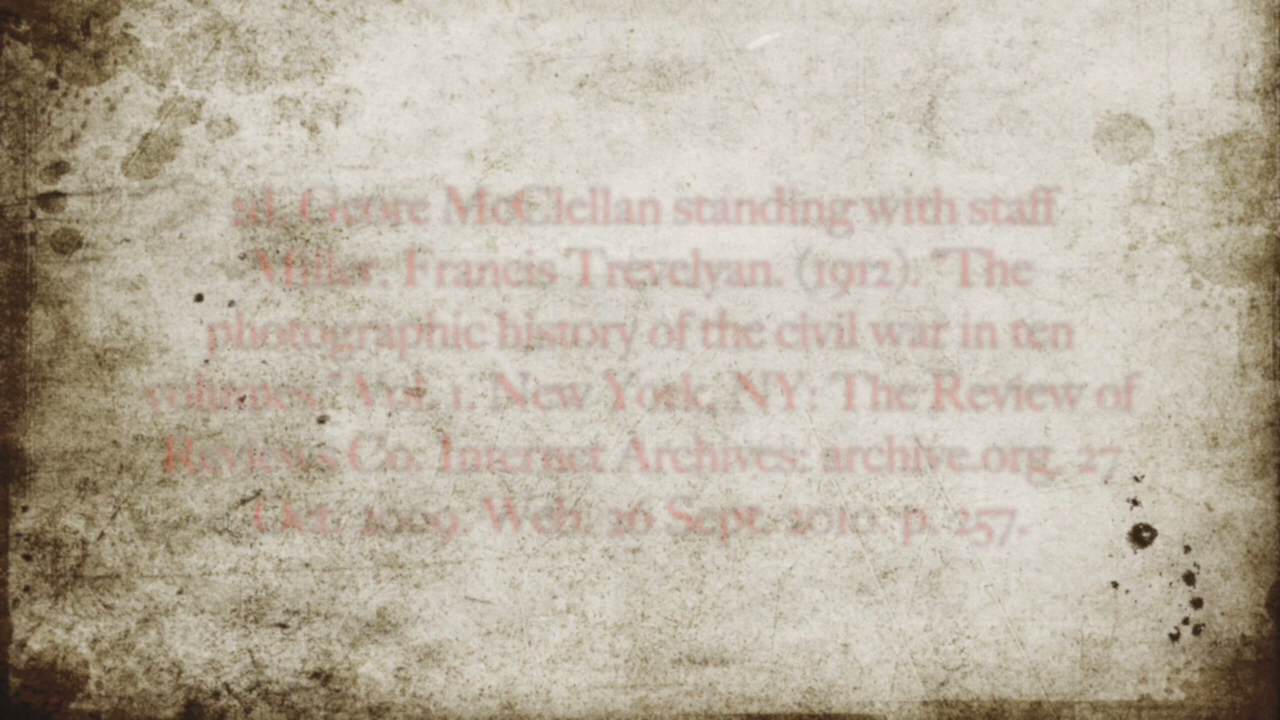 2d. Geore McClellan standing with staff
Miller, Francis Trevelyan. (1912). "The
photographic history of the civil war in ten
volumes." Vol. 1. New York, NY: The Review of
Reviews Co. Internet Archives: archive.org. 27
Oct. 2009. Web. 26 Sept. 2010. p. 257.